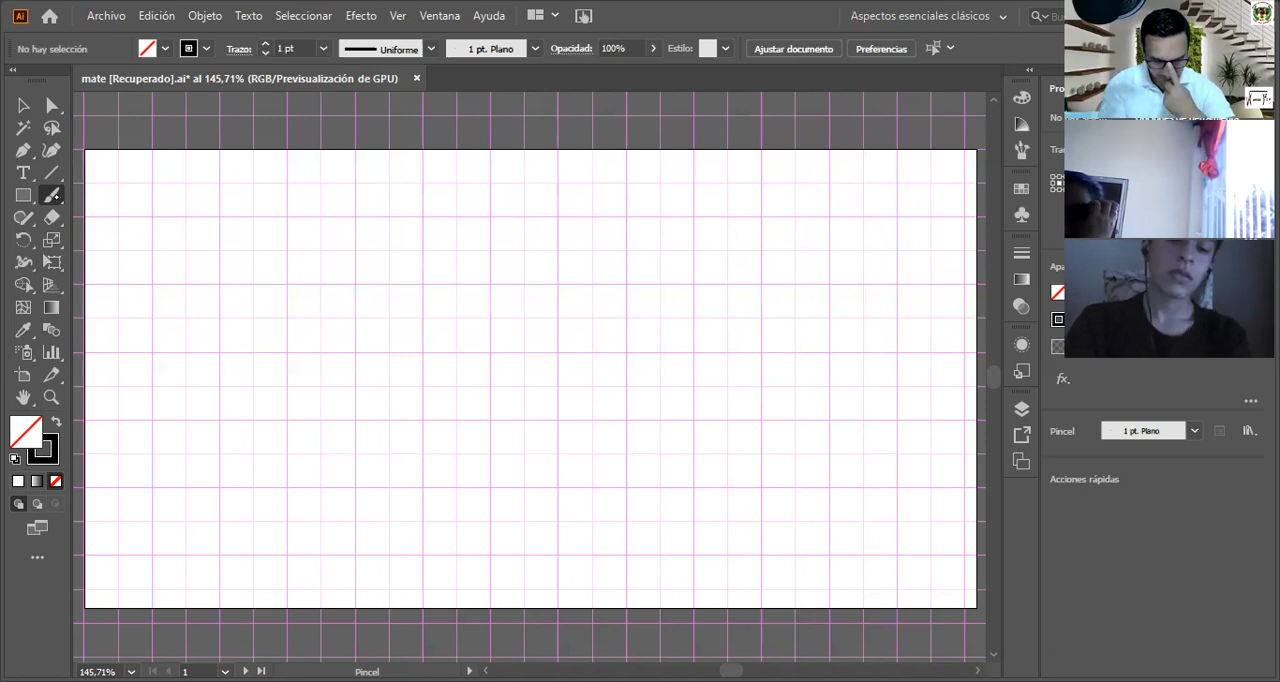 Ai Archivo Edición Objeto Texto Seleccionar Efecto Ver Ventana Ayuda Aspectos esenciales clásicos
No hay selección Trazo: 1 pt Uniforme 1 pt. Plano Opacidad: 100% Estilo: Ajustar documento Preferencias
mate [Recuperado].ai* al 145,71% (RGB/Previsualización de GPU)
T
fx.
Pincel 1 pt. Plano
Acciones rápidas
145,71% 1 Pincel